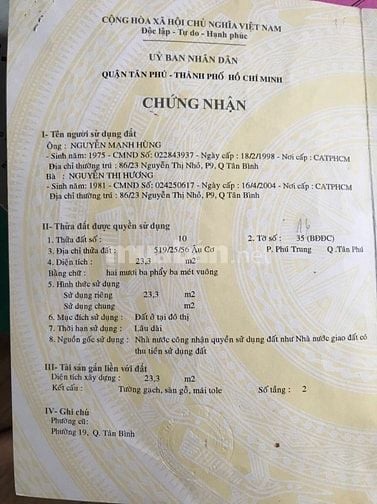 CỘNG HÒA XÃ HỘI CHỦ NGHĨA VIỆT NAM
Độc lập - Tự do - Hạnh phúc
ỦY BAN NHÂN DÂN
QUẬN TÂN PHÚ - THÀNH PHỐ HỒ CHÍ MINH
CHỨNG NHẬN
I- Tên người sử dụng đất
Ông : NGUYỄN MẠNH HÙNG
- Sinh năm: 1975 - CMND Số: 022843937 - Ngày cấp : 18/2/1998 - Nơi cấp : CATPHCM
- Địa chỉ thường trú : 86/23 Nguyễn Thị Nhỏ, P9, Q Tân Bình
Bà : NGUYỄN THỊ HƯƠNG
- Sinh năm: 1981 - CMND Số: 024250617 - Ngày cấp : 16/4/2004 - Nơi cấp : CATPHCM
- Địa chỉ thường trú : 86/23 Nguyễn Thị Nhỏ, P9, Q Tân Bình
II- Thửa đất được quyền sử dụng
1. Thửa đất số : 10 2. Tờ số : 35 (BĐĐC)
3. Địa chỉ thửa đất : 519/25/56 Âu Cơ P. Phú Trung Q.Tân Phú
4. Diện tích : 23,3 m2
Bằng chữ : hai mươi ba phẩy ba mét vuông
5. Hình thức sử dụng
Sử dụng riêng : 23,3 m2
Sử dụng chung : m2
6. Mục đích sử dụng : Đất ở tại đô thị
7. Thời hạn sử dụng : Lâu dài
8. Nguồn gốc sử dụng : Nhà nước công nhận quyền sử dụng đất như Nhà nước giao đất có
thu tiền sử dụng đất
III- Tài sản gắn liền với đất
Diện tích xây dựng : 23,3 m2
Kết cấu : Tường gạch, sàn gỗ, mái tole Số tầng : 2
IV- Ghi chú
Phường cũ:
Phường 19, Q. Tân Bình